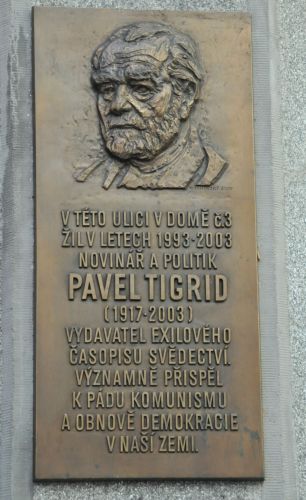 V TÉTO ULICI V DOMĚ č.3
ŽIL V LETECH 1993-2003
NOVINÁŘ A POLITIK
PAVEL TIGRID
(1917-2003)
VYDAVATEL EXILOVÉHO
ČASOPISU SVĚDECTVÍ.
VÝZNAMNĚ PŘISPĚL
K PÁDU KOMUNISMU
A OBNOVĚ DEMOKRACIE
V NAŠÍ ZEMI.